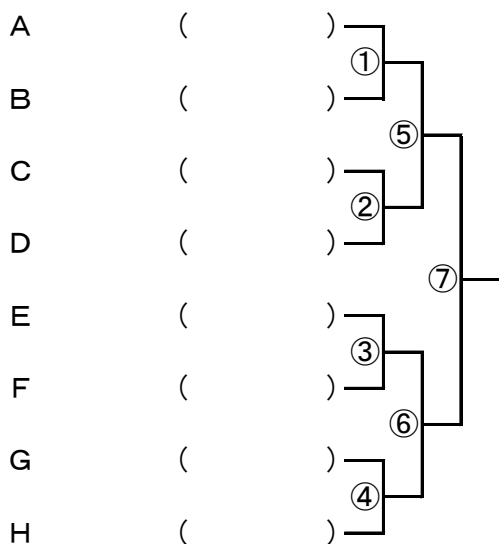 A ( )
①
B ( )
⑤
C ( )
②
D ( )
⑦
E ( )
③
F ( )
⑥
G ( )
④
H ( )